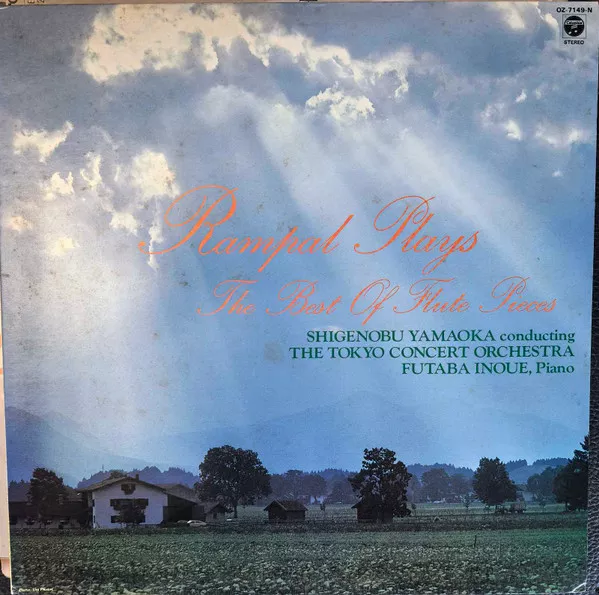 OZ-7149-N
Columbia
STEREO
Rampal Plays
The Best Of Flute Pieces
SHIGENOBU YAMAOKA conducting
THE TOKYO CONCERT ORCHESTRA
FUTABA INOUE, Piano